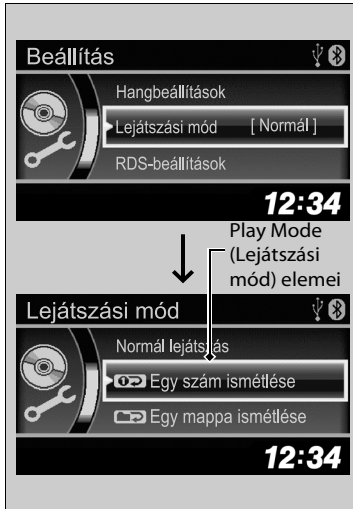 Beállítás
Hangbeállítások
Lejátszási mód [ Normál ]
RDS-beállítások
12:34
Play Mode
(Lejátszási
mód) elemei
Lejátszási mód
Normál lejátszás
Egy szám ismétlése
Egy mappa ismétlése
12:34